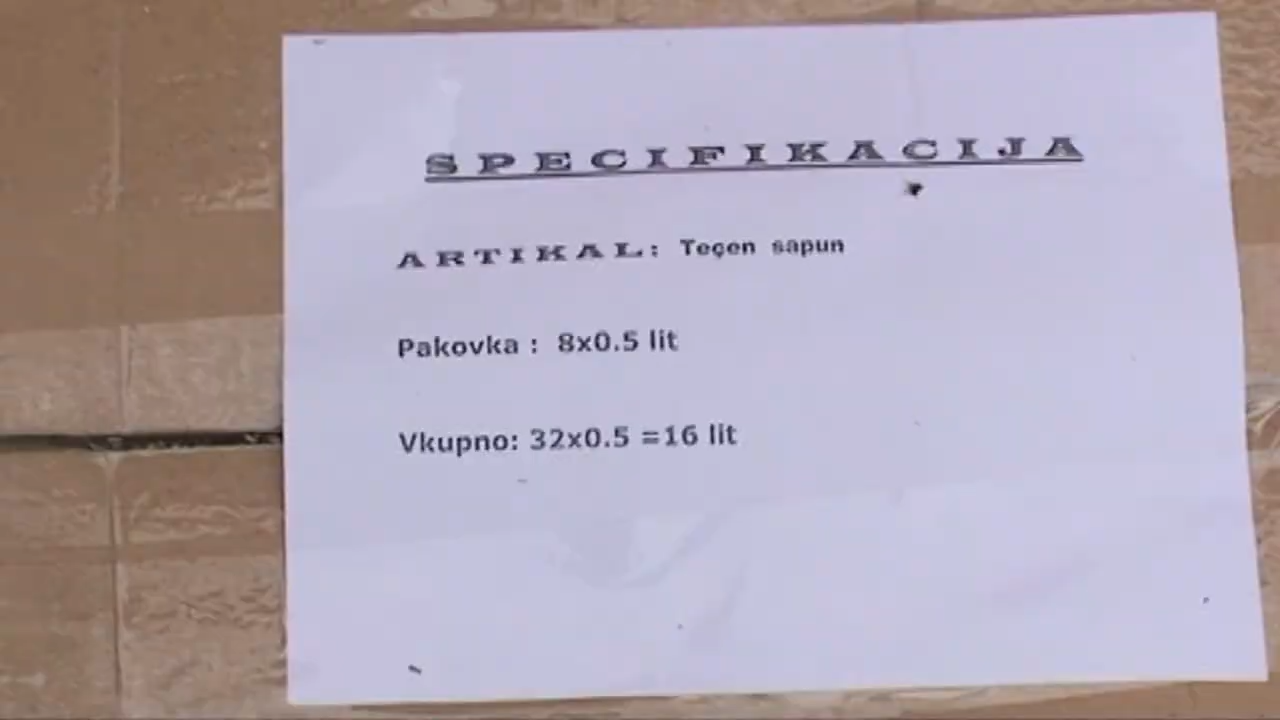 SPECIFIKACIJA
ARTIKAL: Teçen sapun
Pakovka : 8x0.5 lit
Vkupno: 32x0.5 =16 lit